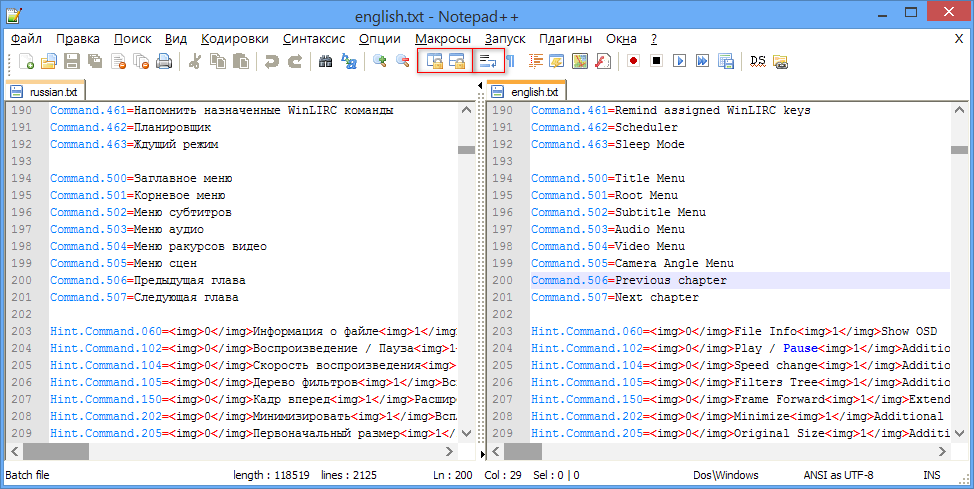 english.txt - Notepad++
Файл Правка Поиск Вид Кодировки Синтаксис Опции Макросы Запуск Плагины Окна ? X
russian.txt
190 Command.461=Напомнить назначенные WinLIRC команды
191 Command.462=Планировщик
192 Command.463=Ждущий режим
193
194 Command.500=Заглавное меню
195 Command.501=Корневое меню
196 Command.502=Меню субтитров
197 Command.503=Меню аудио
198 Command.504=Меню ракурсов видео
199 Command.505=Меню сцен
200 Command.506=Предыдущая глава
201 Command.507=Следующая глава
202
203 Hint.Command.060=<img>0</img>Информация о файле<img>1</img>
204 Hint.Command.102=<img>0</img>Воспроизведение / Пауза<img>1<
205 Hint.Command.104=<img>0</img>Скорость воспроизведения<img>
206 Hint.Command.105=<img>0</img>Дерево фильтров<img>1</img>Вс
207 Hint.Command.150=<img>0</img>Кадр вперед<img>1</img>Расшир
208 Hint.Command.202=<img>0</img>Минимизировать<img>1</img>Вспл
209 Hint.Command.205=<img>0</img>Первоначальный размер<img>1</
english.txt
190 Command.461=Remind assigned WinLIRC keys
191 Command.462=Scheduler
192 Command.463=Sleep Mode
193
194 Command.500=Title Menu
195 Command.501=Root Menu
196 Command.502=Subtitle Menu
197 Command.503=Audio Menu
198 Command.504=Video Menu
199 Command.505=Camera Angle Menu
200 Command.506=Previous chapter
201 Command.507=Next chapter
202
203 Hint.Command.060=<img>0</img>File Info<img>1</img>Show OSD
204 Hint.Command.102=<img>0</img>Play / Pause<img>1</img>Additio
205 Hint.Command.104=<img>0</img>Speed change<img>1</img>Additio
206 Hint.Command.105=<img>0</img>Filters Tree<img>1</img>Additio
207 Hint.Command.150=<img>0</img>Frame Forward<img>1</img>Extend
208 Hint.Command.202=<img>0</img>Minimize<img>1</img>Additional
209 Hint.Command.205=<img>0</img>Original Size<img>1</img>Additi
Batch file length : 118519 lines : 2125 Ln : 200 Col : 29 Sel : 0 | 0 Dos\Windows ANSI as UTF-8 INS